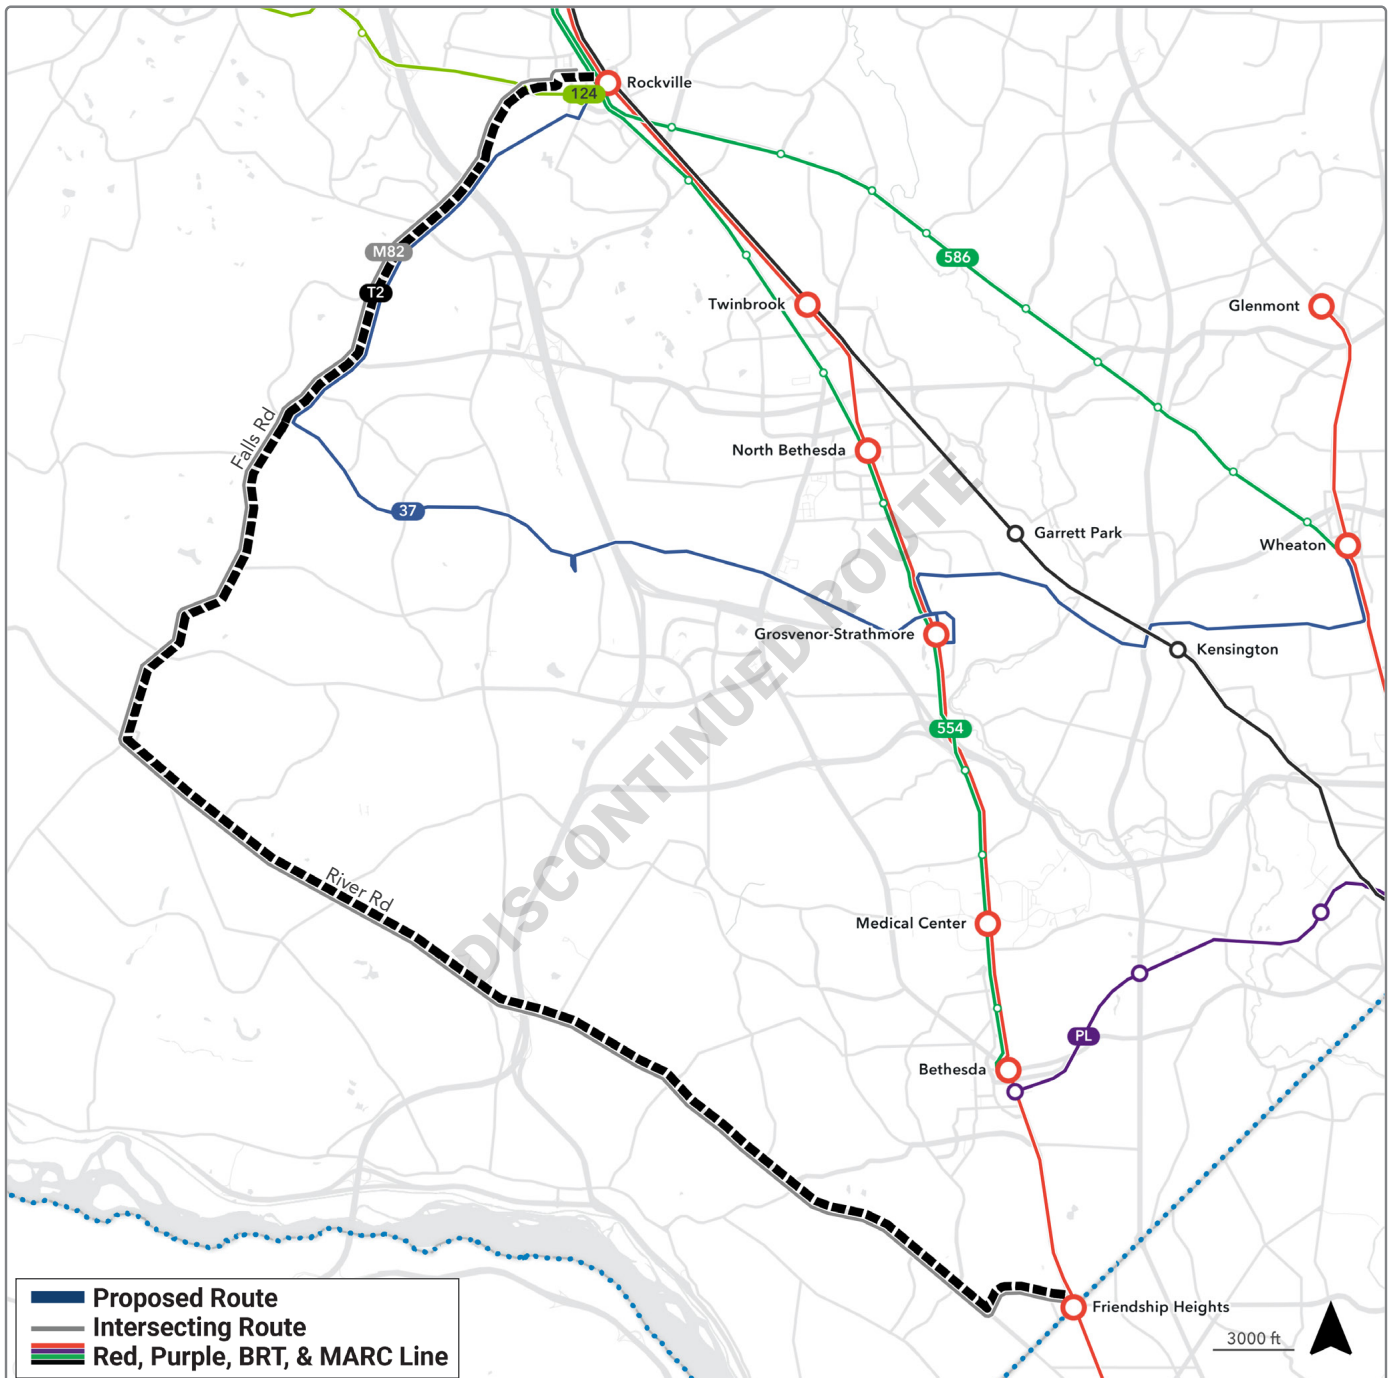 Rockville
124
M82
586
T2
Twinbrook
Glenmont
Falls Rd
North Bethesda
37
Garrett Park
Wheaton
Grosvenor-Strathmore
Kensington
554
DISCONTINUED ROUTE
River Rd
Medical Center
PL
Bethesda
Friendship Heights
Proposed Route
Intersecting Route
Red, Purple, BRT, & MARC Line
3000 ft